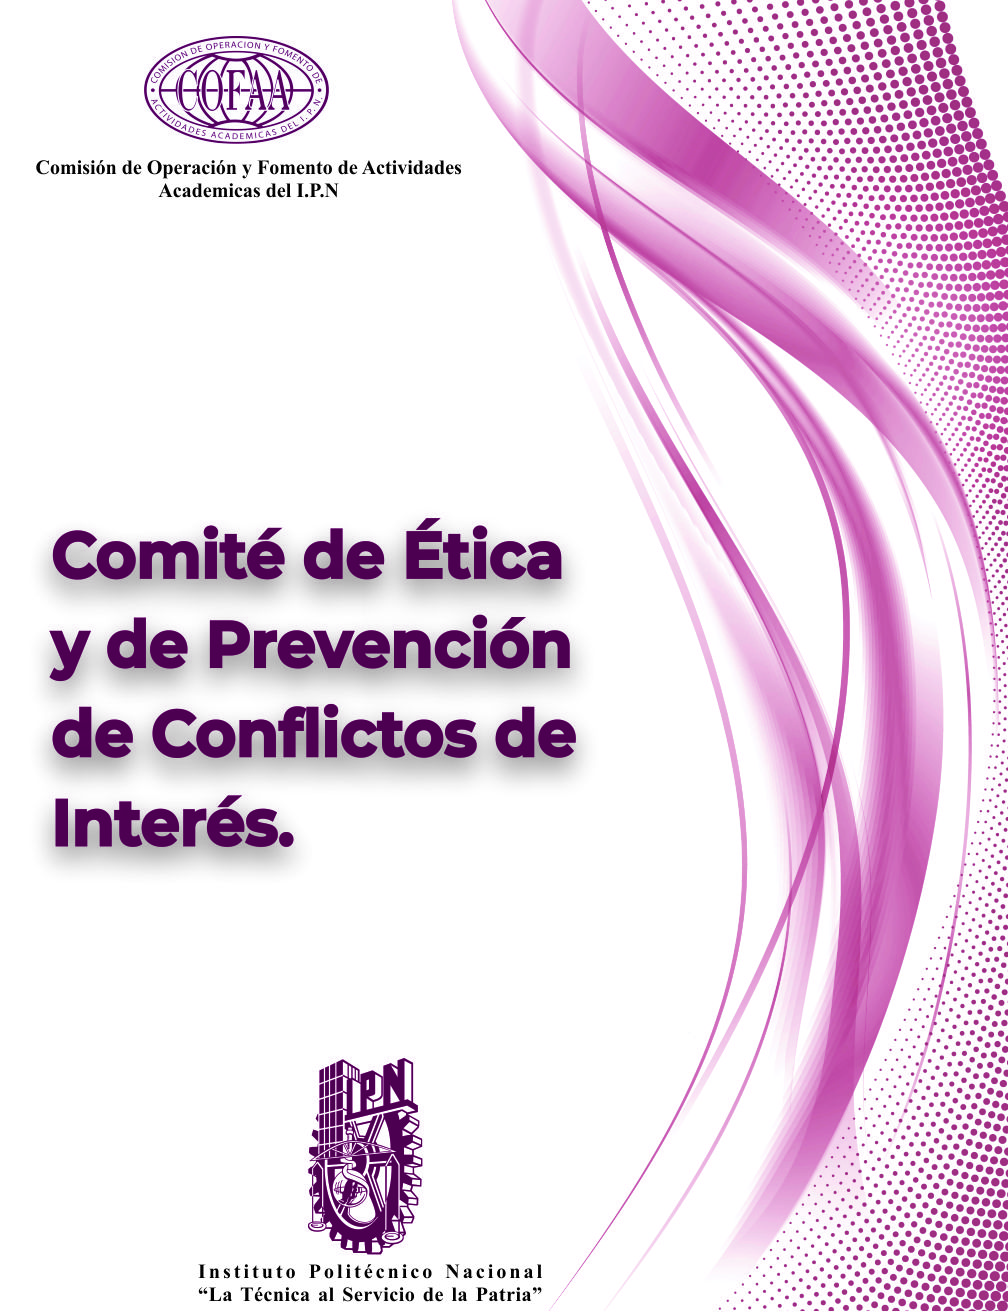 COMISION DE OPERACION Y FOMENTO DE
COFAA
ACTIVIDADES ACADEMICAS DEL I.P.N
Comisión de Operación y Fomento de Actividades
Academicas del I.P.N
Comité de Ética
y de Prevención
de Conflictos de
Interés.
I.P.N
Instituto Politécnico Nacional
“La Técnica al Servicio de la Patria”